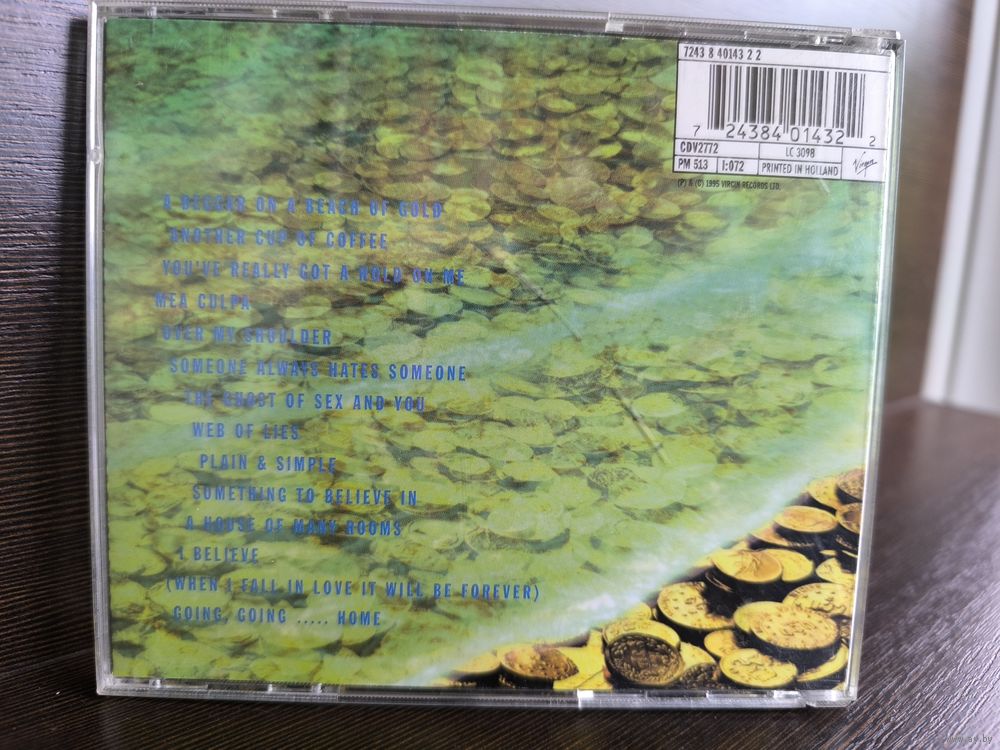 7243 8 40143 2 2
7 24384 01432 2
CDV2772
LC 3098
PM 513
I:072
PRINTED IN HOLLAND
Virgin
(P) & (C) 1995 VIRGIN RECORDS LTD.
A BEGGAR ON A BEACH OF GOLD
ANOTHER CUP OF COFFEE
YOU'VE REALLY GOT A HOLD ON ME
MEA CULPA
OVER MY SHOULDER
SOMEONE ALWAYS HATES SOMEONE
THE GHOST OF SEX AND YOU
WEB OF LIES
PLAIN & SIMPLE
SOMETHING TO BELIEVE IN
A HOUSE OF MANY ROOMS
I BELIEVE
(WHEN I FALL IN LOVE IT WILL BE FOREVER)
GOING, GOING ..... HOME
www.ay.by